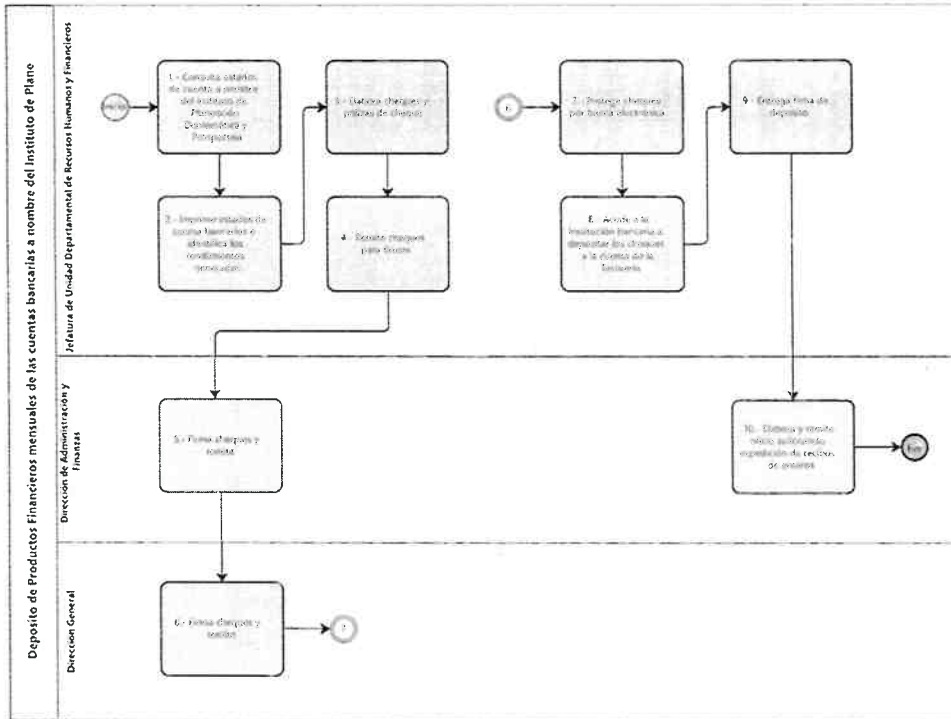 Deposito de Productos Financieros mensuales de las cuentas bancarias a nombre del Instituto de Plane
Jefatura de Unidad Departamental de Recursos Humanos y Financieros
Inicio
1.- Consulta estados
de cuenta a nombre
del Instituto de
Planeación
Democrática y
Prospectiva
2.- Imprime estados de
cuenta bancarios e
identifica los
rendimientos
generados
3.- Elabora cheques y
pólizas de cheque
4.- Remite cheques
para firmas
6
7.- Protege cheques
por banca electrónica
8.- Acude a la
institución bancaria a
depositar los cheques
a la cuenta de la
Tesorería
9.- Entrega ficha de
depósito
Dirección de Administración y
Finanzas
5.- Firma cheques y
remite
10.- Elabora y remite
oficio solicitando
expedición de recibos
de
Fin
Dirección General
6.- Firma cheques y
remite
7